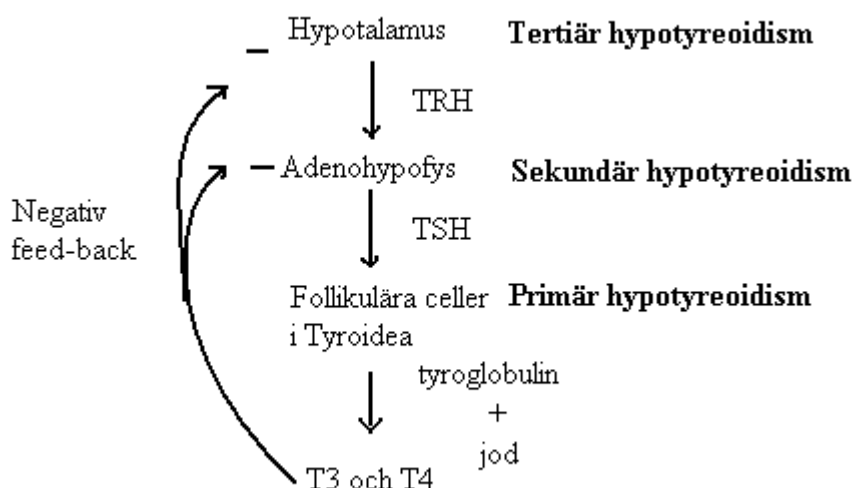 Hypotalamus Tertiär hypotyreoidism
TRH
Adenohypofys Sekundär hypotyreoidism
Negativ
feed-back
TSH
Follikulära celler Primär hypotyreoidism
i Tyroidea
tyroglobulin
+
jod
T3 och T4